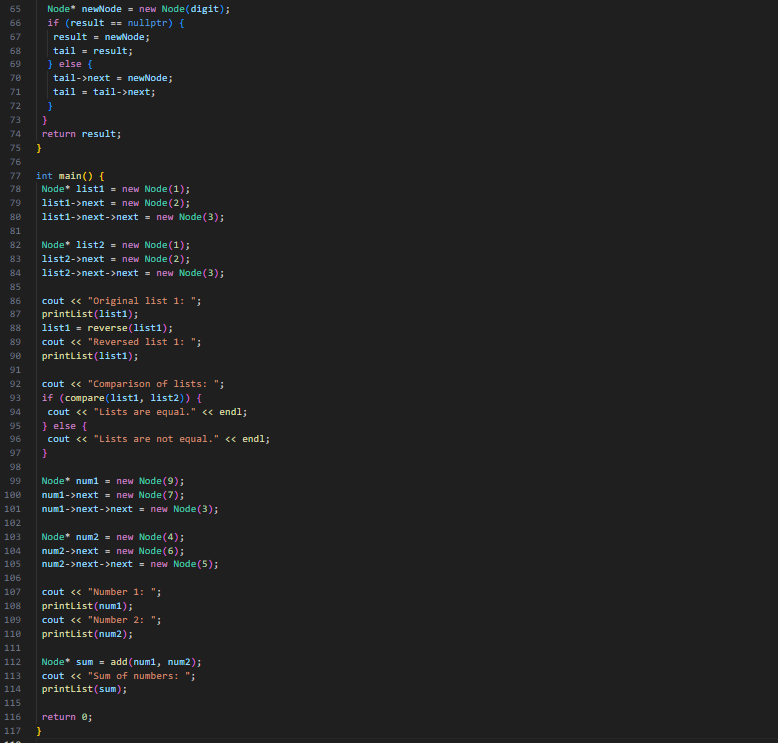 65 Node* newNode = new Node(digit);
66 if (result == nullptr) {
67 result = newNode;
68 tail = result;
69 } else {
70 tail->next = newNode;
71 tail = tail->next;
72 }
73 }
74 return result;
75 }
76
77 int main() {
78 Node* list1 = new Node(1);
79 list1->next = new Node(2);
80 list1->next->next = new Node(3);
81
82 Node* list2 = new Node(1);
83 list2->next = new Node(2);
84 list2->next->next = new Node(3);
85
86 cout << "Original list 1: ";
87 printList(list1);
88 list1 = reverse(list1);
89 cout << "Reversed list 1: ";
90 printList(list1);
91
92 cout << "Comparison of lists: ";
93 if (compare(list1, list2)) {
94 cout << "Lists are equal." << endl;
95 } else {
96 cout << "Lists are not equal." << endl;
97 }
98
99 Node* num1 = new Node(9);
100 num1->next = new Node(7);
101 num1->next->next = new Node(3);
102
103 Node* num2 = new Node(4);
104 num2->next = new Node(6);
105 num2->next->next = new Node(5);
106
107 cout << "Number 1: ";
108 printList(num1);
109 cout << "Number 2: ";
110 printList(num2);
111
112 Node* sum = add(num1, num2);
113 cout << "Sum of numbers: ";
114 printList(sum);
115
116 return 0;
117 }